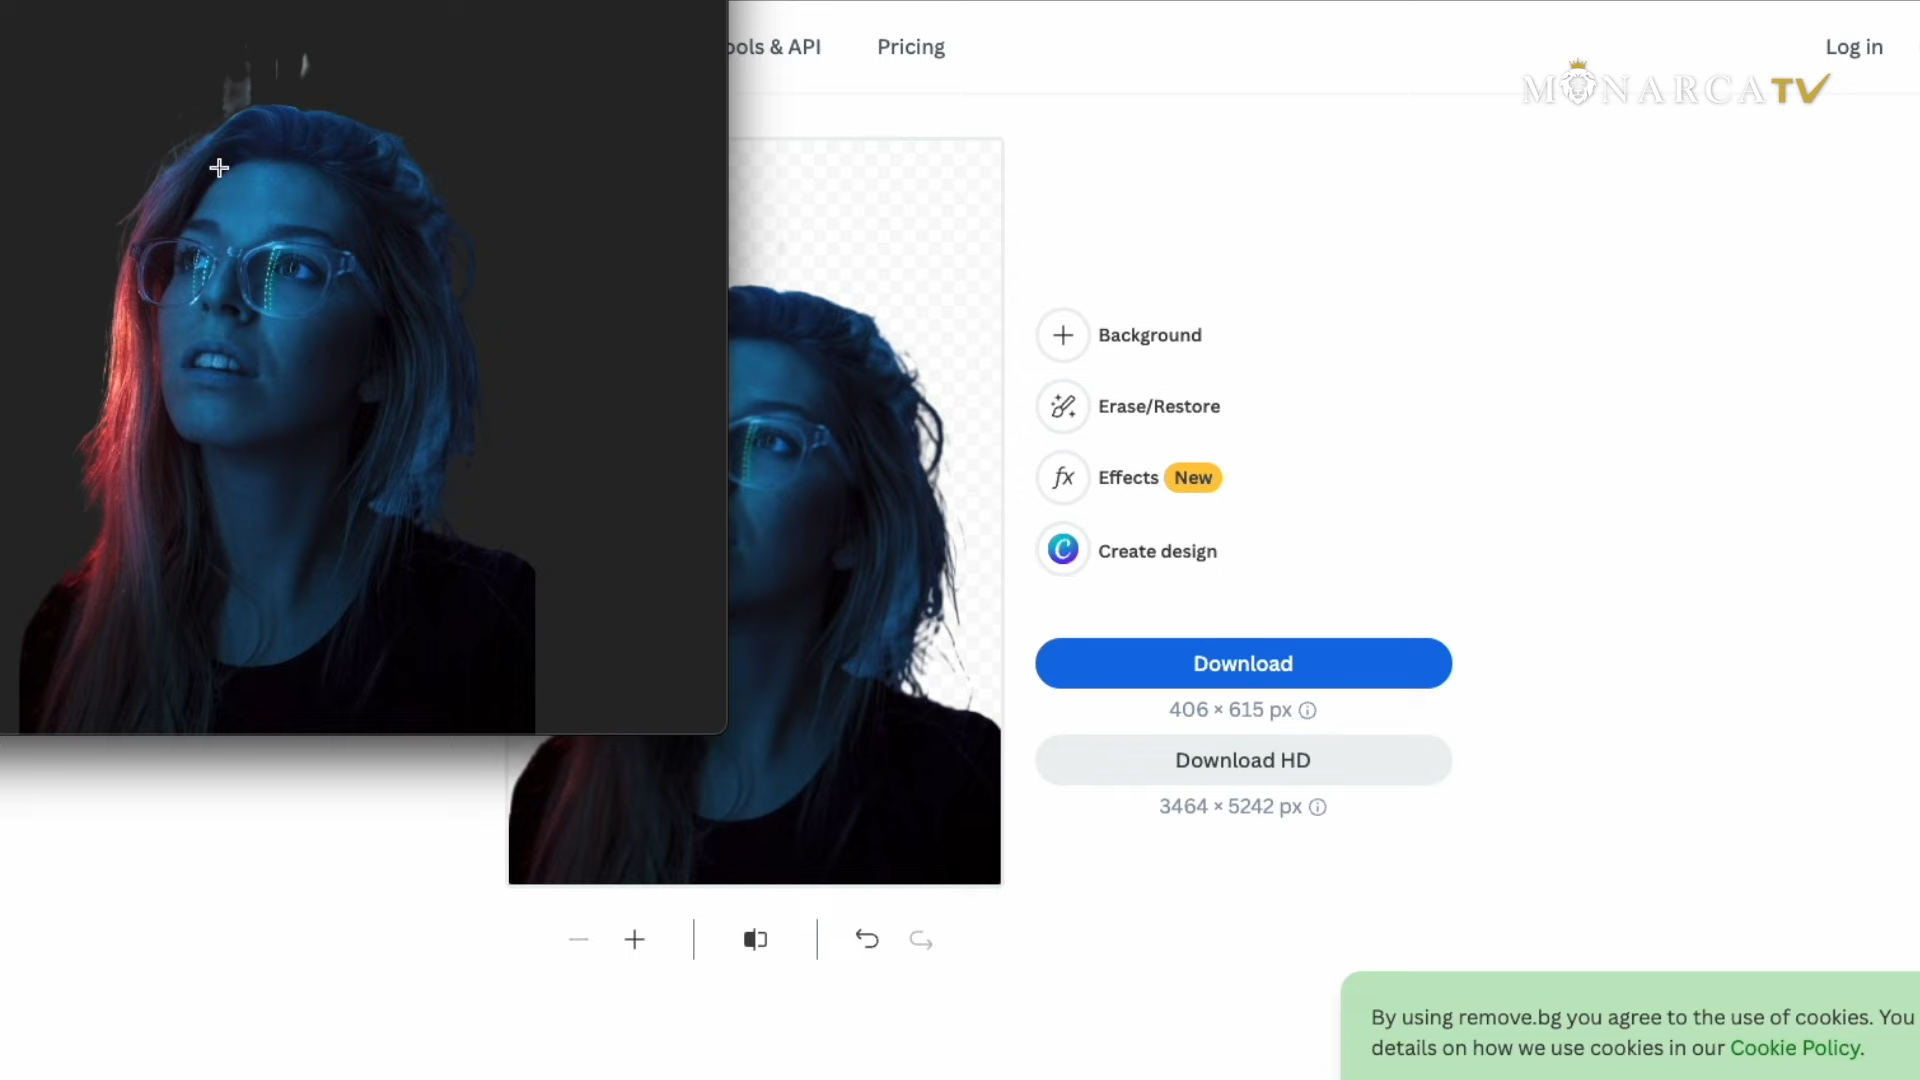 ools & API
Pricing
Log in
MONARCATV
Background
Erase/Restore
fx
Effects New
Create design
Download
406 × 615 px
Download HD
3464 × 5242 px
By using remove.bg you agree to the use of cookies. You
details on how we use cookies in our Cookie Policy.